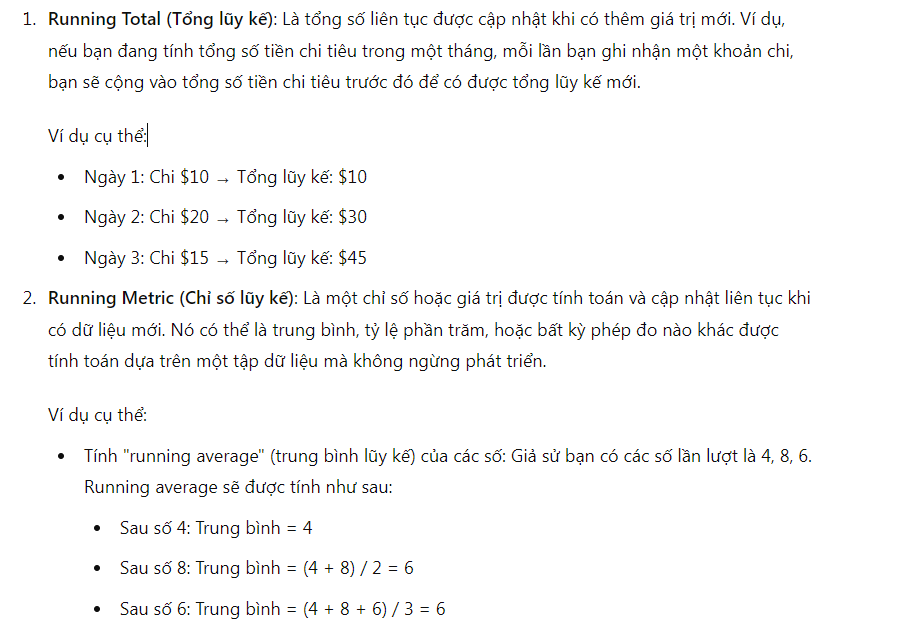 1. Running Total (Tổng lũy kế): Là tổng số liên tục được cập nhật khi có thêm giá trị mới. Ví dụ,
nếu bạn đang tính tổng số tiền chi tiêu trong một tháng, mỗi lần bạn ghi nhận một khoản chi,
bạn sẽ cộng vào tổng số tiền chi tiêu trước đó để có được tổng lũy kế mới.
Ví dụ cụ thể:
• Ngày 1: Chi $10 → Tổng lũy kế: $10
• Ngày 2: Chi $20 → Tổng lũy kế: $30
• Ngày 3: Chi $15 → Tổng lũy kế: $45
2. Running Metric (Chỉ số lũy kế): Là một chỉ số hoặc giá trị được tính toán và cập nhật liên tục khi
có dữ liệu mới. Nó có thể là trung bình, tỷ lệ phần trăm, hoặc bất kỳ phép đo nào khác được
tính toán dựa trên một tập dữ liệu mà không ngừng phát triển.
Ví dụ cụ thể:
• Tính "running average" (trung bình lũy kế) của các số: Giả sử bạn có các số lần lượt là 4, 8, 6.
Running average sẽ được tính như sau:
• Sau số 4: Trung bình = 4
• Sau số 8: Trung bình = (4 + 8) / 2 = 6
• Sau số 6: Trung bình = (4 + 8 + 6) / 3 = 6